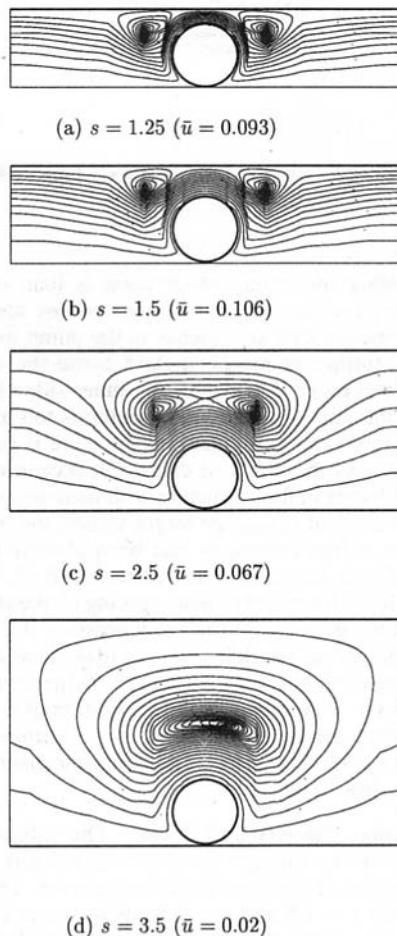 (a) s = 1.25 (ū = 0.093)
(b) s = 1.5 (ū = 0.106)
(c) s = 2.5 (ū = 0.067)
(d) s = 3.5 (ū = 0.02)